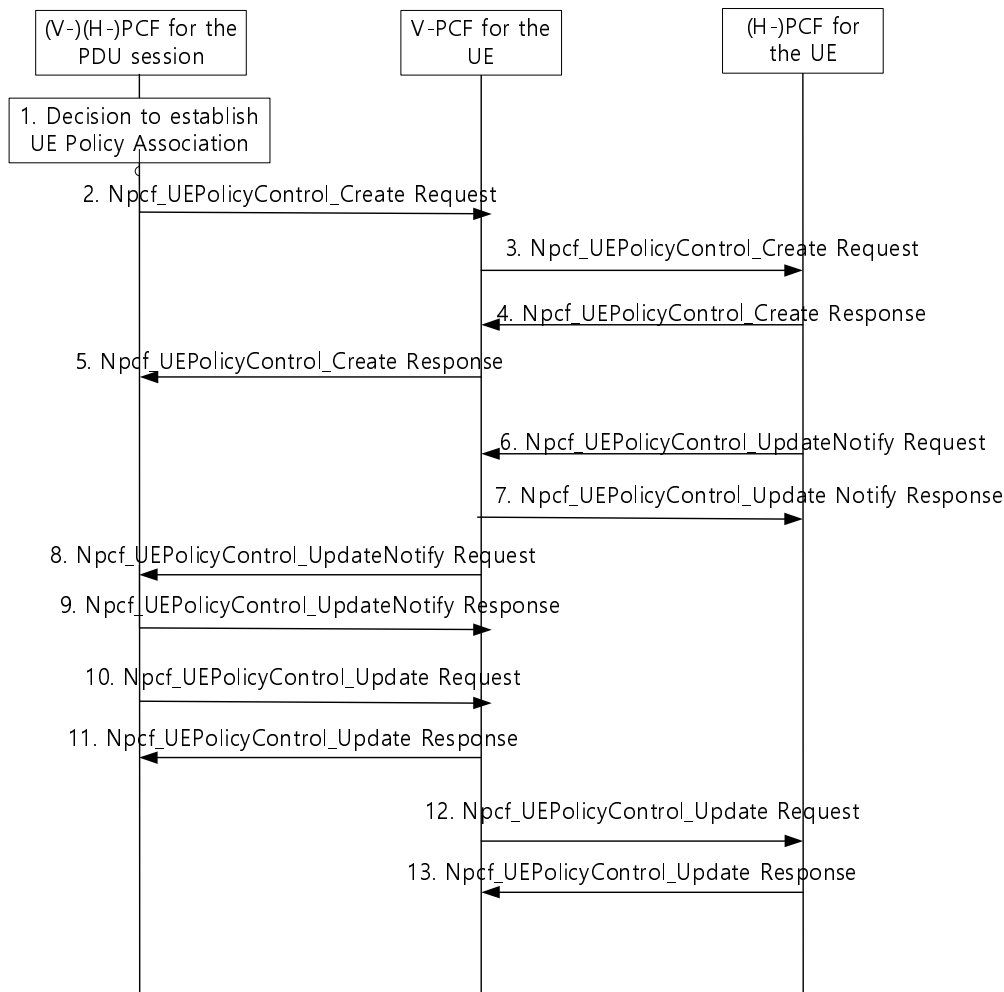 (V-)(H-)PCF for the
PDU session
V-PCF for the
UE
(H-)PCF for
the UE
1. Decision to establish
UE Policy Association
2. Npcf_UEPolicyControl_Create Request
3. Npcf_UEPolicyControl_Create Request
4. Npcf_UEPolicyControl_Create Response
5. Npcf_UEPolicyControl_Create Response
6. Npcf_UEPolicyControl_UpdateNotify Request
7. Npcf_UEPolicyControl_Update Notify Response
8. Npcf_UEPolicyControl_UpdateNotify Request
9. Npcf_UEPolicyControl_UpdateNotify Response
10. Npcf_UEPolicyControl_Update Request
11. Npcf_UEPolicyControl_Update Response
12. Npcf_UEPolicyControl_Update Request
13. Npcf_UEPolicyControl_Update Response